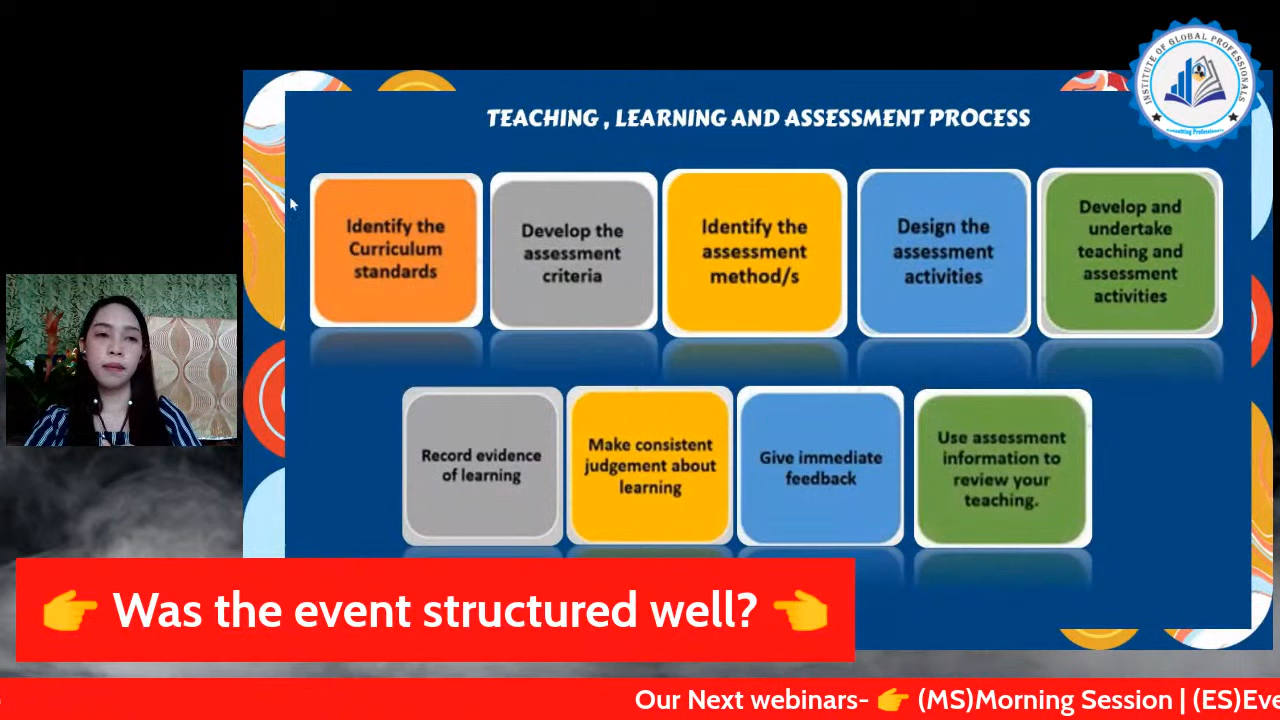 INSTITUTE OF GLOBAL PROFESSIONALS
Consulting Professionals
TEACHING , LEARNING AND ASSESSMENT PROCESS
Identify the
Curriculum
standards
Develop the
assessment
criteria
Identify the
assessment
method/s
Design the
assessment
activities
Develop and
undertake
teaching and
assessment
activities
Record evidence
of learning
Make consistent
judgement about
learning
Give immediate
feedback
Use assessment
information to
review your
teaching.
👉 Was the event structured well? 👈
Our Next webinars- 👉 (MS)Morning Session | (ES)Eve